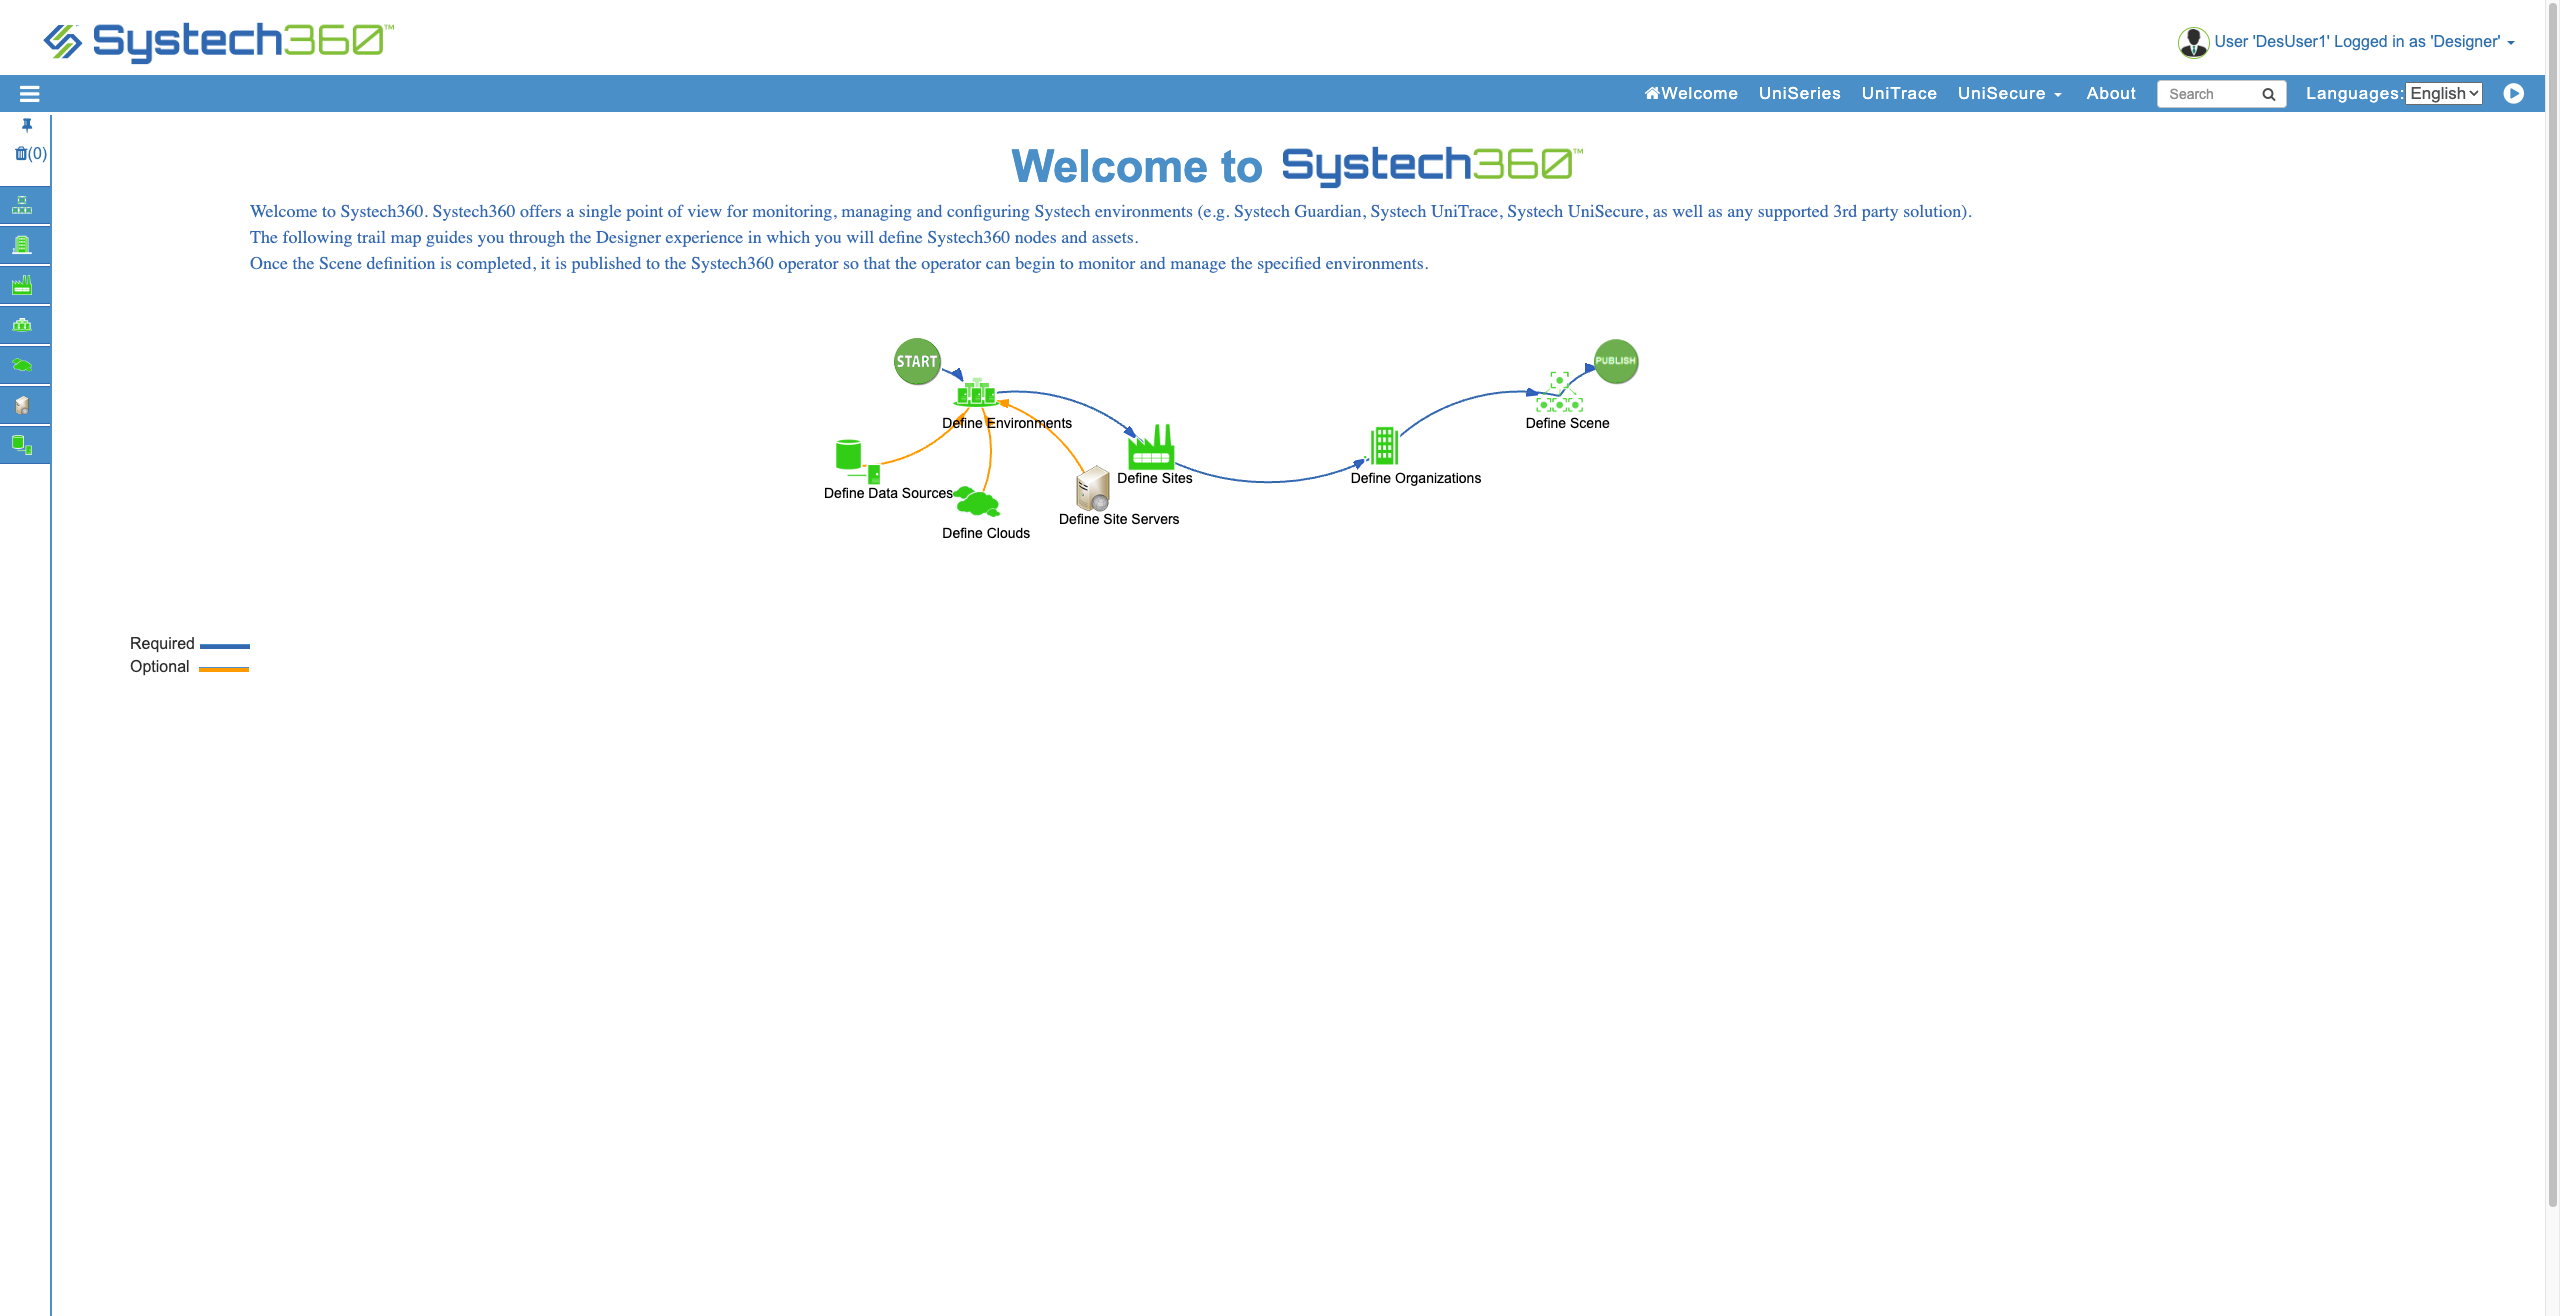 Systech360™
User 'DesUser1' Logged in as 'Designer'
Welcome UniSeries UniTrace UniSecure About Search Languages: English
(0)
Welcome to Systech360™
Welcome to Systech360. Systech360 offers a single point of view for monitoring, managing and configuring Systech environments (e.g. Systech Guardian, Systech UniTrace, Systech UniSecure, as well as any supported 3rd party solution).
The following trail map guides you through the Designer experience in which you will define Systech360 nodes and assets.
Once the Scene definition is completed, it is published to the Systech360 operator so that the operator can begin to monitor and manage the specified environments.
START
PUBLISH
Define Environments
Define Scene
Define Sites
Define Organizations
Define Data Sources
Define Site Servers
Define Clouds
Required
Optional